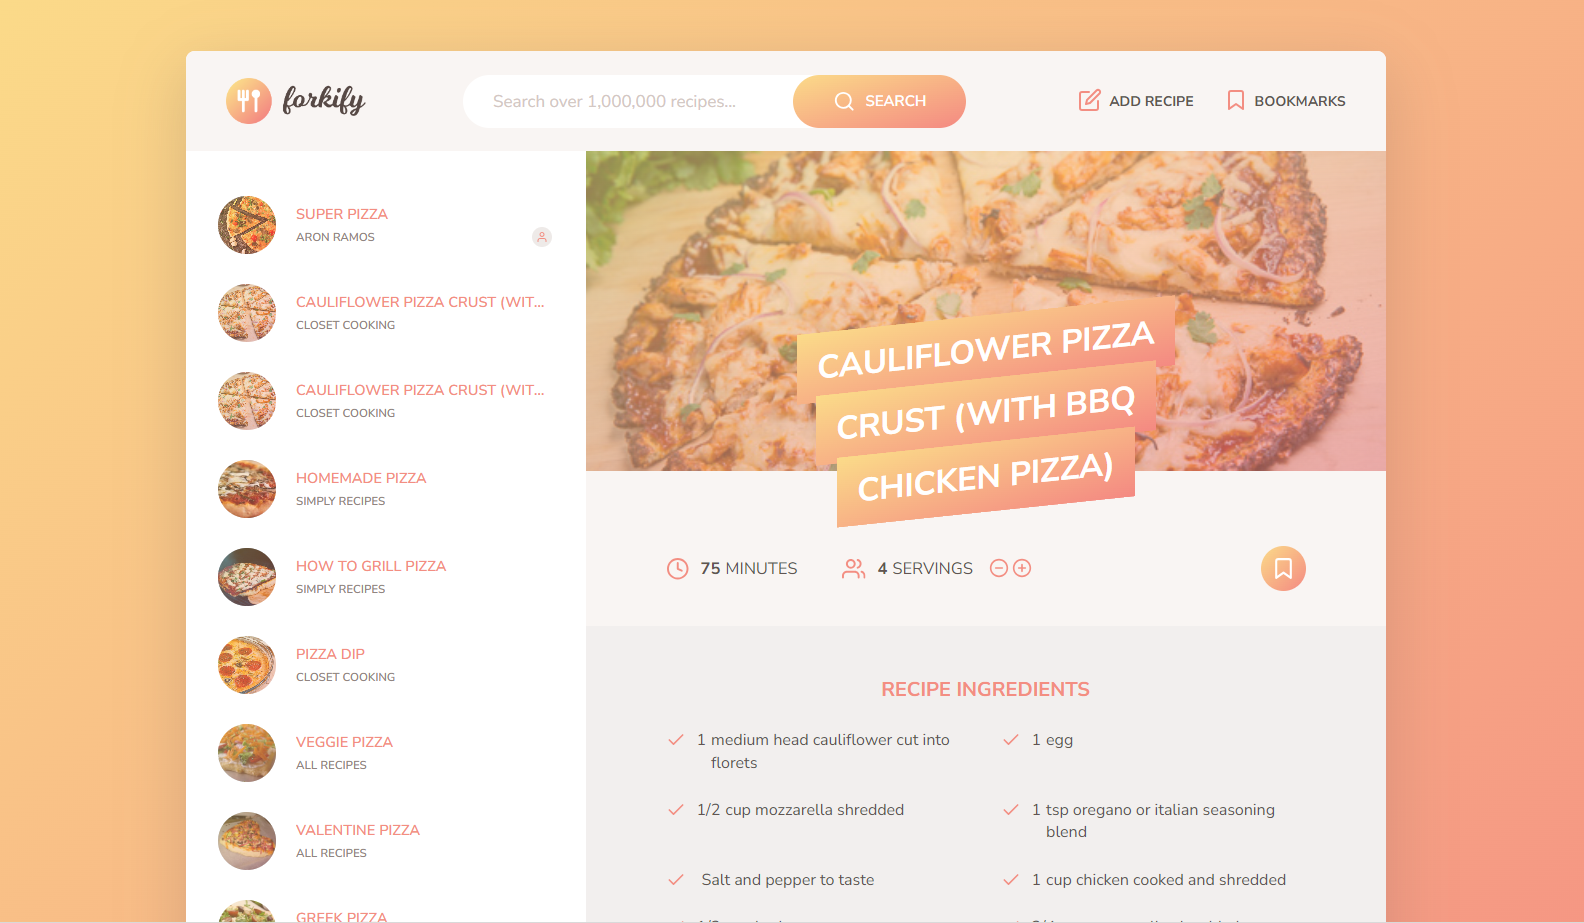 forkify
Search over 1,000,000 recipes...
SEARCH
ADD RECIPE
BOOKMARKS
SUPER PIZZA
ARON RAMOS
CAULIFLOWER PIZZA CRUST (WIT...
CLOSET COOKING
CAULIFLOWER PIZZA CRUST (WIT...
CLOSET COOKING
HOMEMADE PIZZA
SIMPLY RECIPES
HOW TO GRILL PIZZA
SIMPLY RECIPES
PIZZA DIP
CLOSET COOKING
VEGGIE PIZZA
ALL RECIPES
VALENTINE PIZZA
ALL RECIPES
GREEK PIZZA
CAULIFLOWER PIZZA
CRUST (WITH BBQ
CHICKEN PIZZA)
75 MINUTES
4 SERVINGS
RECIPE INGREDIENTS
1 medium head cauliflower cut into
florets
1 egg
1/2 cup mozzarella shredded
1 tsp oregano or italian seasoning
blend
Salt and pepper to taste
1 cup chicken cooked and shredded